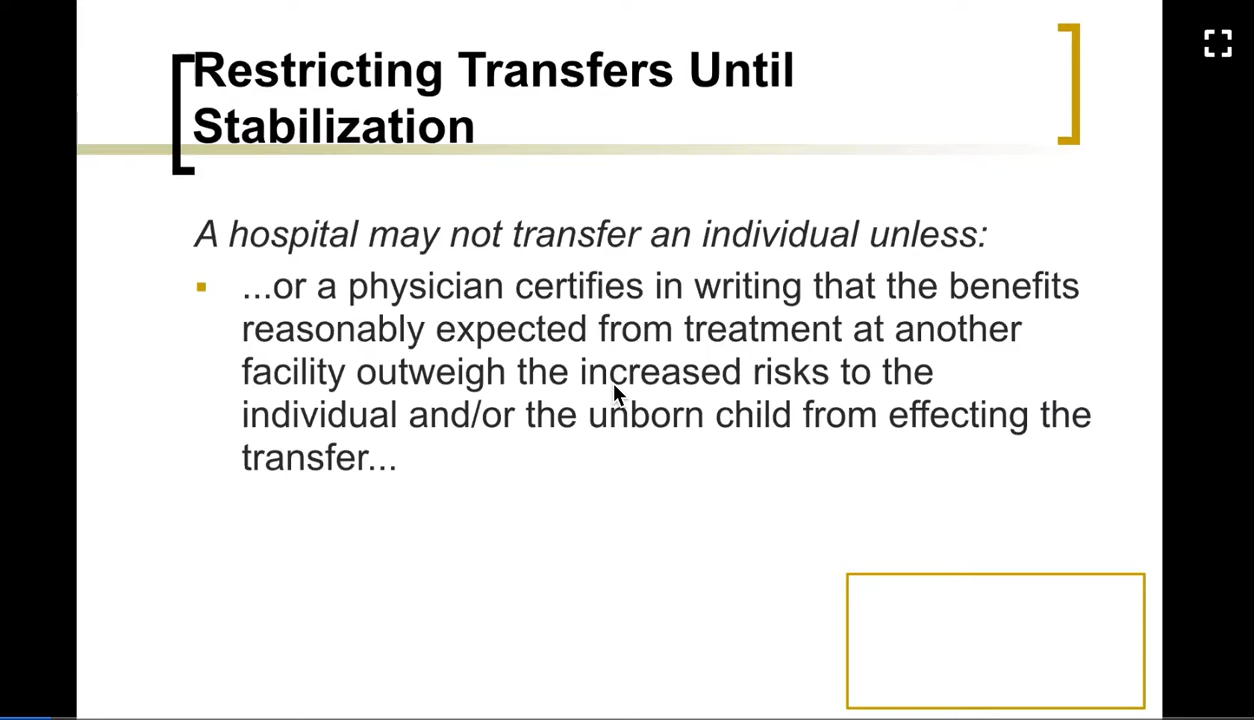 Restricting Transfers Until
Stabilization
A hospital may not transfer an individual unless:
...or a physician certifies in writing that the benefits
reasonably expected from treatment at another
facility outweigh the increased risks to the
individual and/or the unborn child from effecting the
transfer...